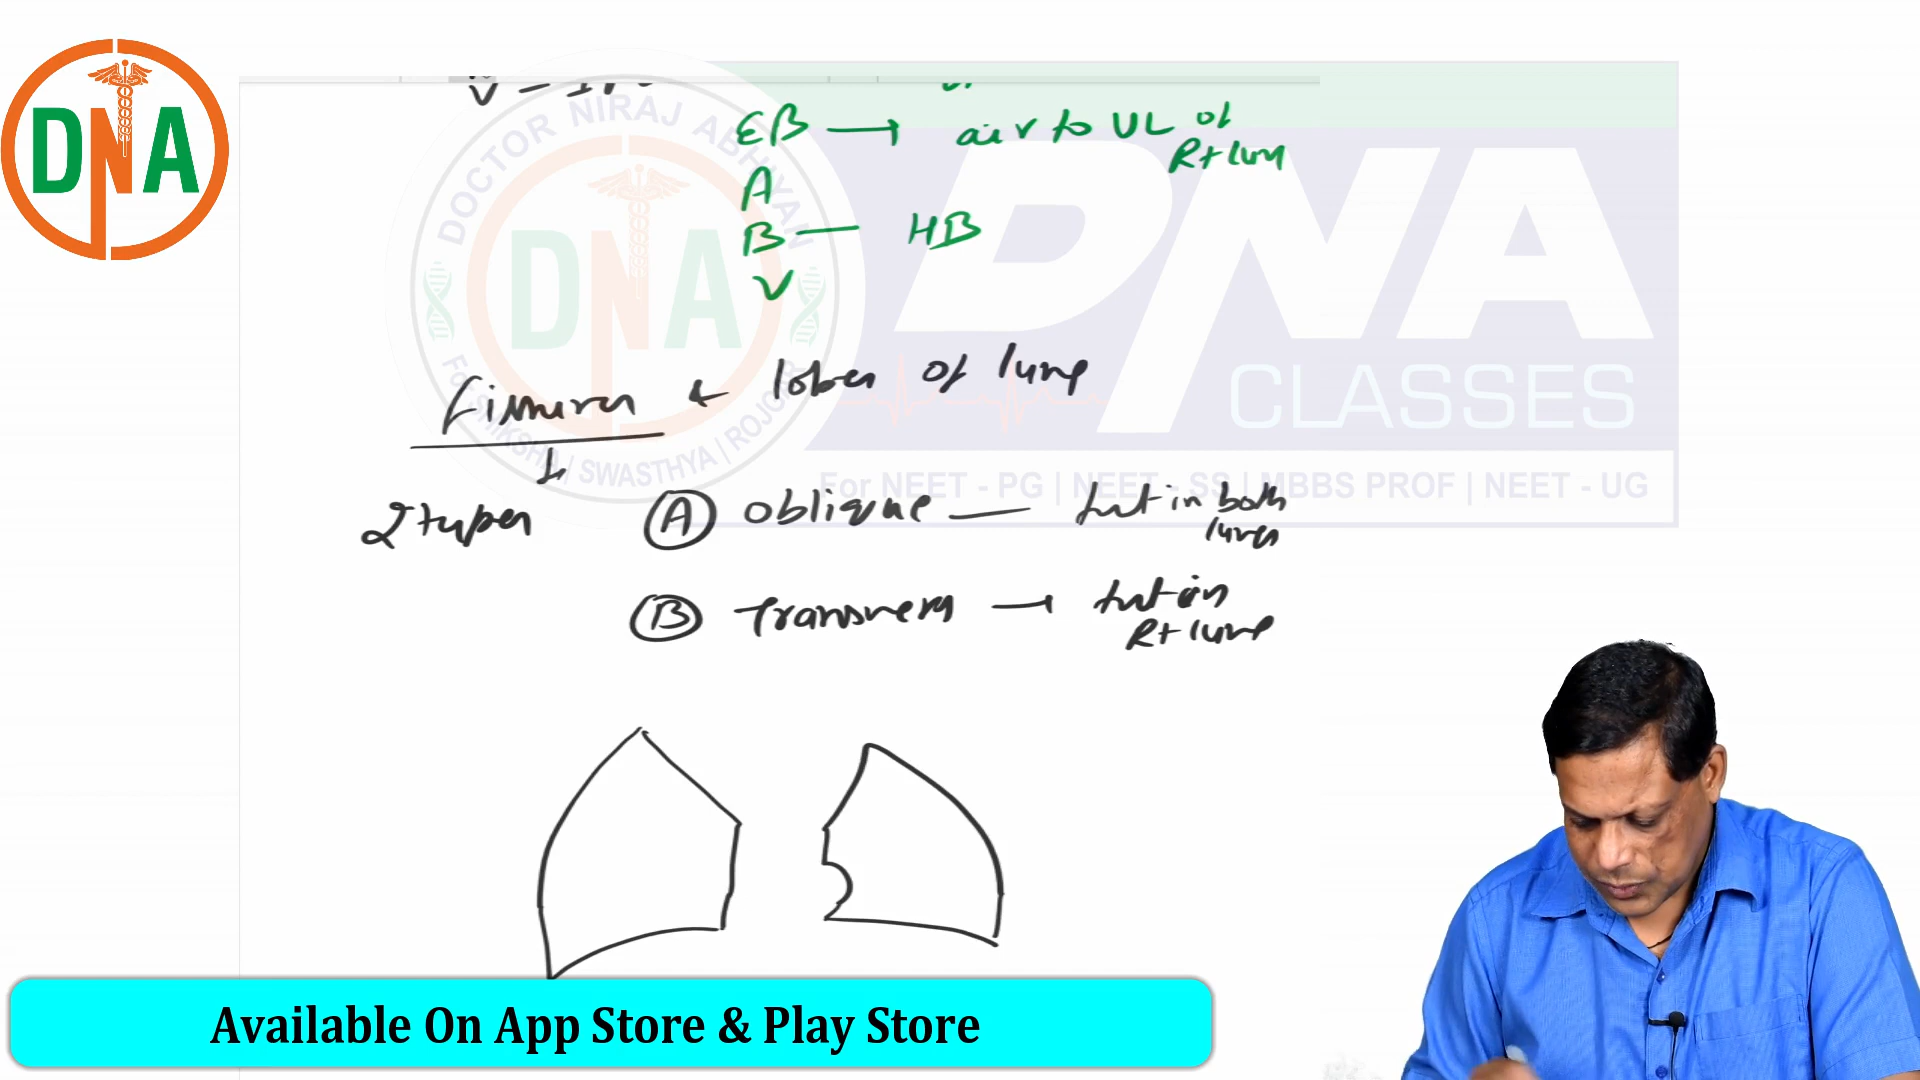 DNA
EB → air to UL of
Rt lung
A
B — HB
V
DOCTOR NIRAJ ABHIYAN
DNA
DNA
CLASSES
Fissures & lobes of lung
SWASTHYA | ROJGAR
For NEET - PG | NEET - SS | MBBS PROF | NEET - UG
2 types
A oblique — in both
lungs
B Transverse → in
Rt lung
Available On App Store & Play Store